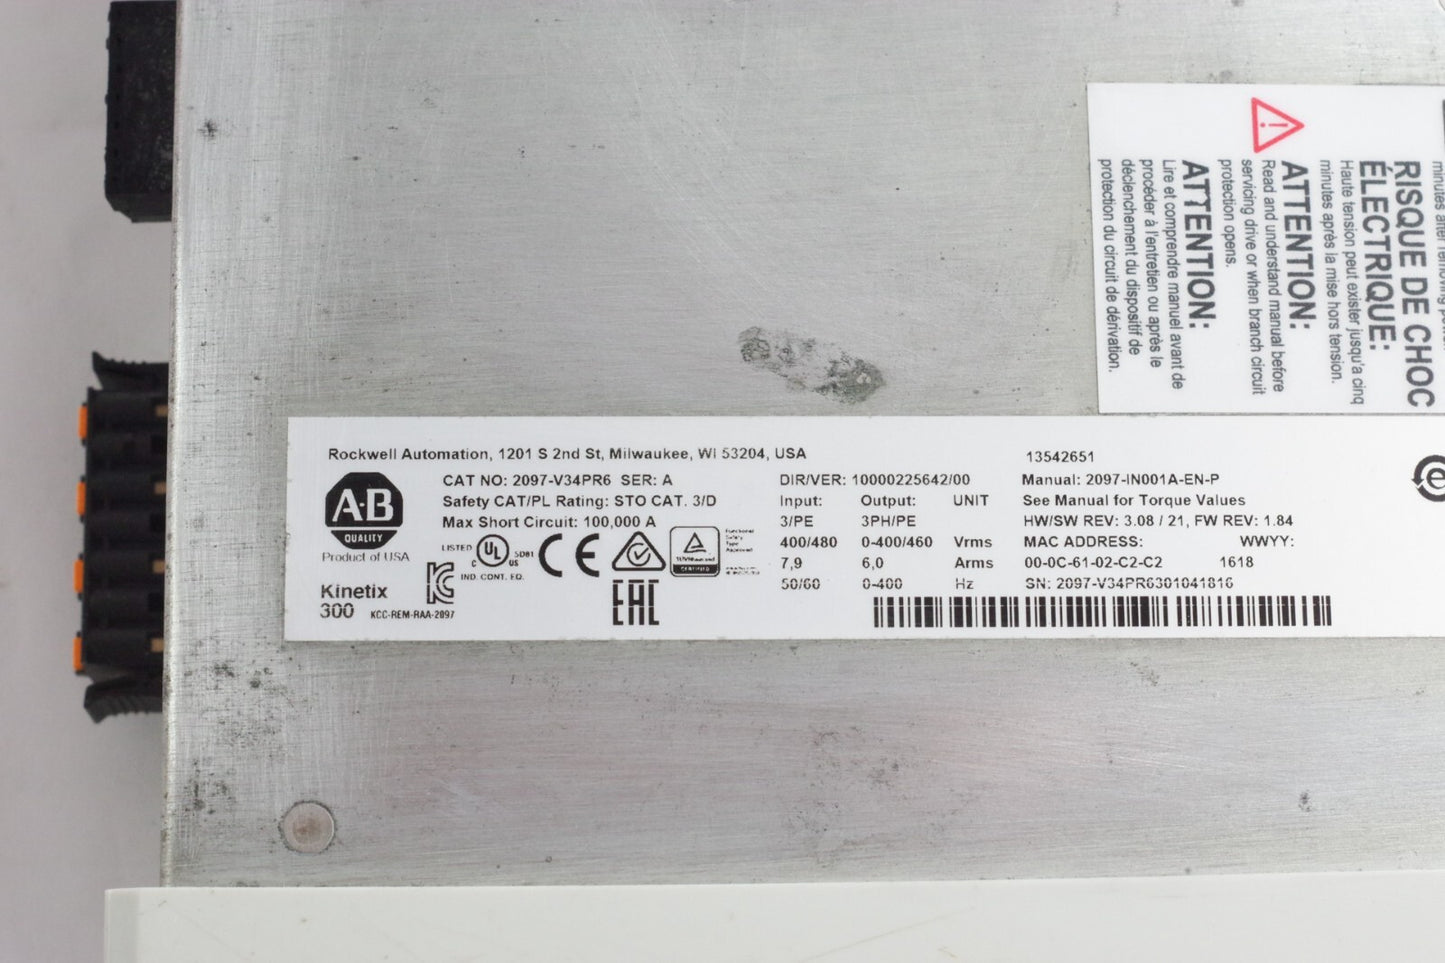 Rockwell Automation, 1201 S 2nd St, Milwaukee, WI 53204, USA
A-B
QUALITY
Product of USA
Kinetix
300
CAT NO: 2097-V34PR6 SER: A
Safety CAT/PL Rating: STO CAT. 3/D
Max Short Circuit: 100,000 A
LISTED
C UL US
5D81
IND. CONT. EQ.
KCC-REM-RAA-2097
CE
EAC
CERTIFIED
Functional
Safety
Type
Approved
DIR/VER: 10000225642/00
Input: Output: UNIT
3/PE 3PH/PE
400/480 0-400/460 Vrms
7,9 6,0 Arms
50/60 0-400 Hz
13542651
Manual: 2097-IN001A-EN-P
See Manual for Torque Values
HW/SW REV: 3.08 / 21, FW REV: 1.84
MAC ADDRESS: WWYY:
00-0C-61-02-C2-C2 1618
SN: 2097-V34PR6301041816
RISQUE DE CHOC
ÉLECTRIQUE:
Haute tension peut exister jusqu'a cinq
minutes après la mise hors tension.
ATTENTION:
Read and understand manual before
servicing drive or when branch circuit
protection opens.
ATTENTION:
Lire et comprendre manuel avant de
procéder à l'entretien ou après le
déclenchement du dispositif de
protection du circuit de dérivation.